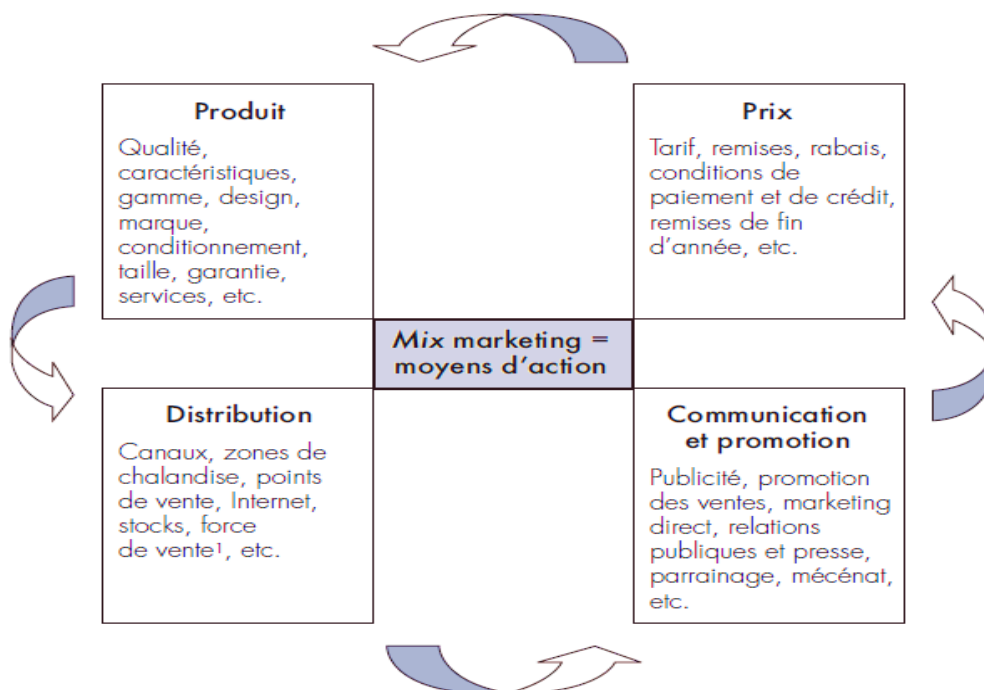 Produit
Qualité,
caractéristiques,
gamme, design,
marque,
conditionnement,
taille, garantie,
services, etc.
Prix
Tarif, remises, rabais,
conditions de
paiement et de crédit,
remises de fin
d’année, etc.
Mix marketing =
moyens d’action
Distribution
Canaux, zones de
chalandise, points
de vente, Internet,
stocks, force
de vente¹, etc.
Communication
et promotion
Publicité, promotion
des ventes, marketing
direct, relations
publiques et presse,
parrainage, mécénat,
etc.